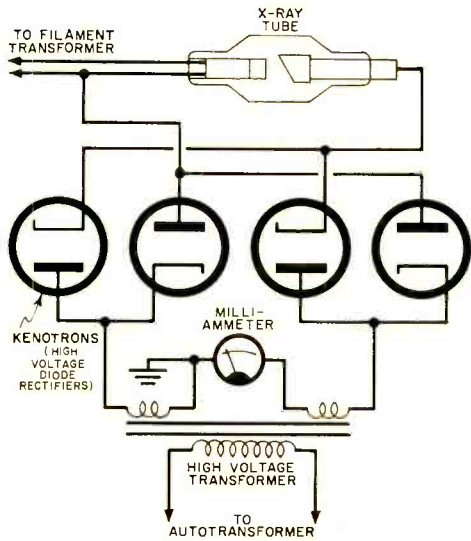 X-RAY
TUBE
TO FILAMENT
TRANSFORMER
MILLI-
AMMETER
KENOTRONS
(HIGH
VOLTAGE
DIODE
RECTIFIERS)
HIGH VOLTAGE
TRANSFORMER
TO
AUTOTRANSFORMER